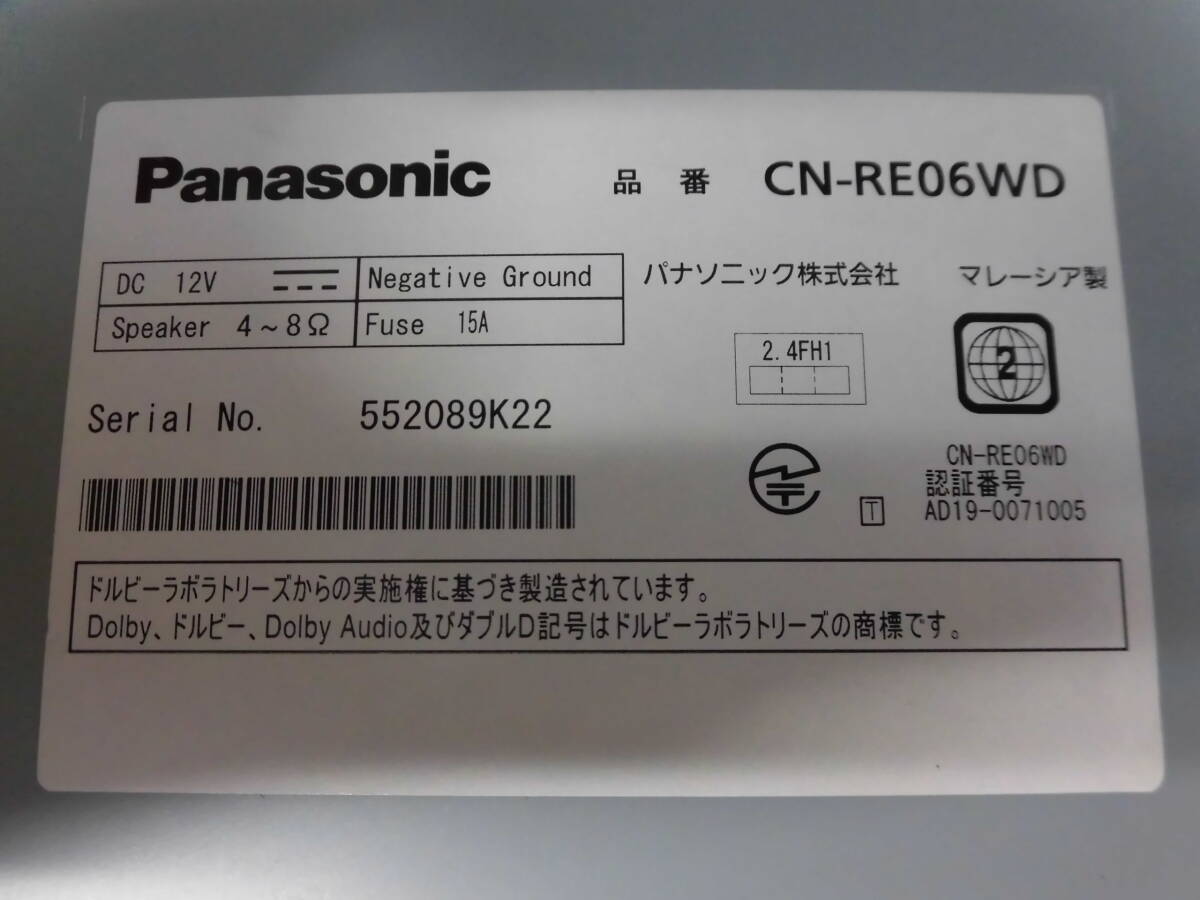 Panasonic 品番 CN-RE06WD
DC 12V Negative Ground
Speaker 4~8Ω Fuse 15A
パナソニック株式会社 マレーシア製
2.4FH1
2
Serial No. 552089K22
T
CN-RE06WD
認証番号
AD19-0071005
ドルビーラボラトリーズからの実施権に基づき製造されています。
Dolby、ドルビー、Dolby Audio及びダブルD記号はドルビーラボラトリーズの商標です。